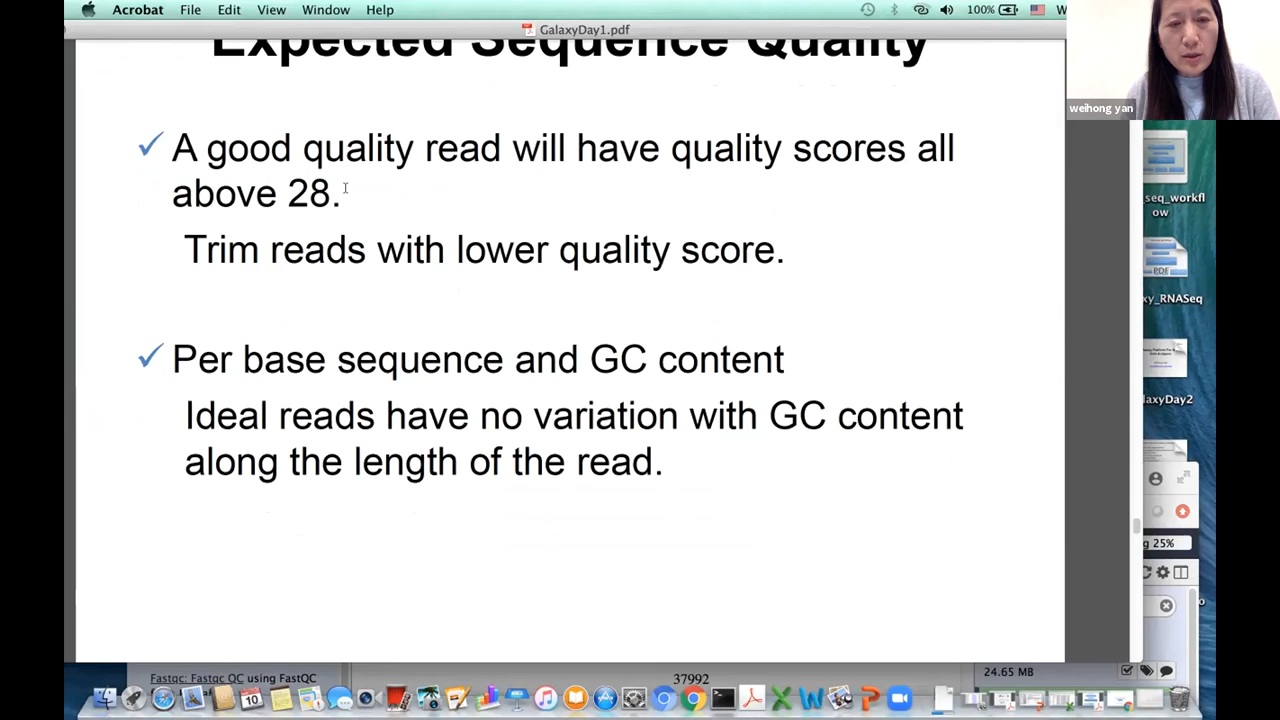 Acrobat File Edit View Window Help
100%
GalaxyDay1.pdf
Expected Sequence Quality
weihong yan
A good quality read will have quality scores all
above 28.
Trim reads with lower quality score.
Per base sequence and GC content
Ideal reads have no variation with GC content
along the length of the read.
_seq_workfl
ow
PDF
xy_RNASeq
laxyDay2
g 25%
Fastqc: Fastqc QC using FastQC
37992
24.65 MB